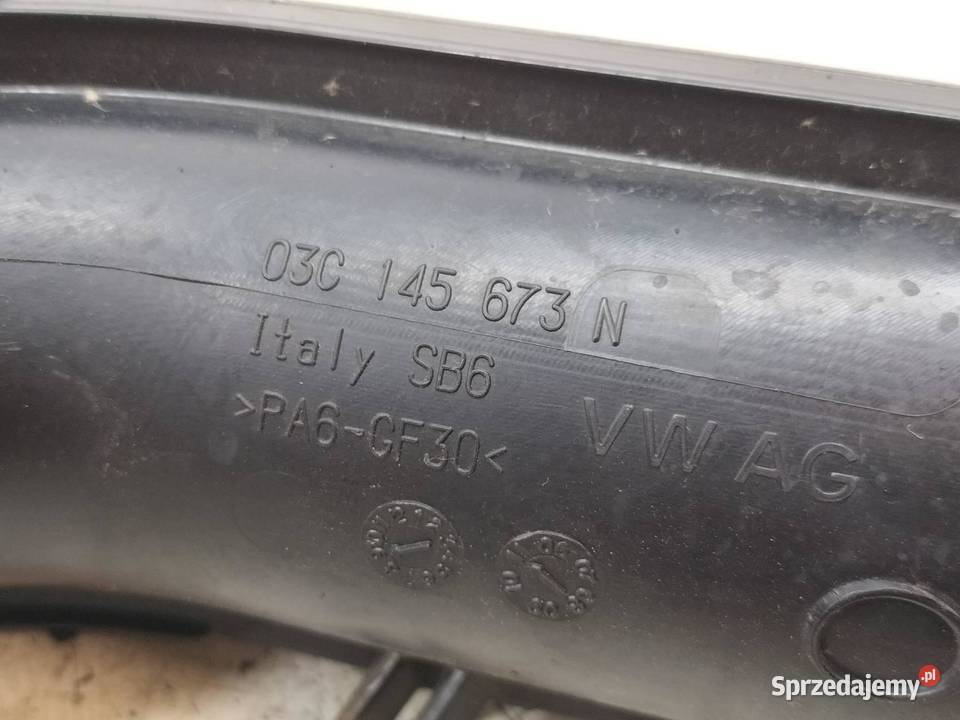 03C 145 673 N
Italy SB6
>PA6-GF30<
VW AG
Sprzedajemy.pl